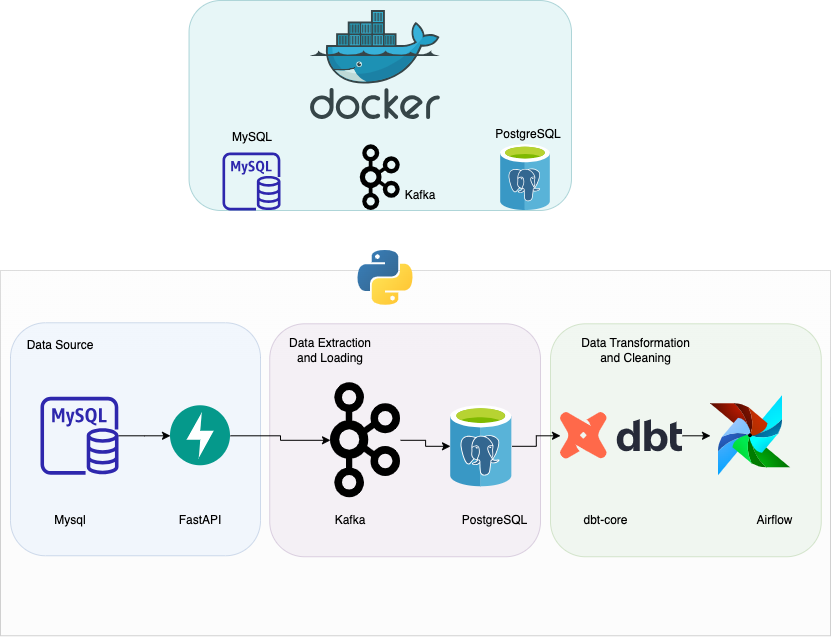 docker
MySQL
MySQL
Kafka
PostgreSQL
Data Source
MySQL
Mysql
FastAPI
Data Extraction
and Loading
Kafka
PostgreSQL
Data Transformation
and Cleaning
dbt
dbt-core
Airflow